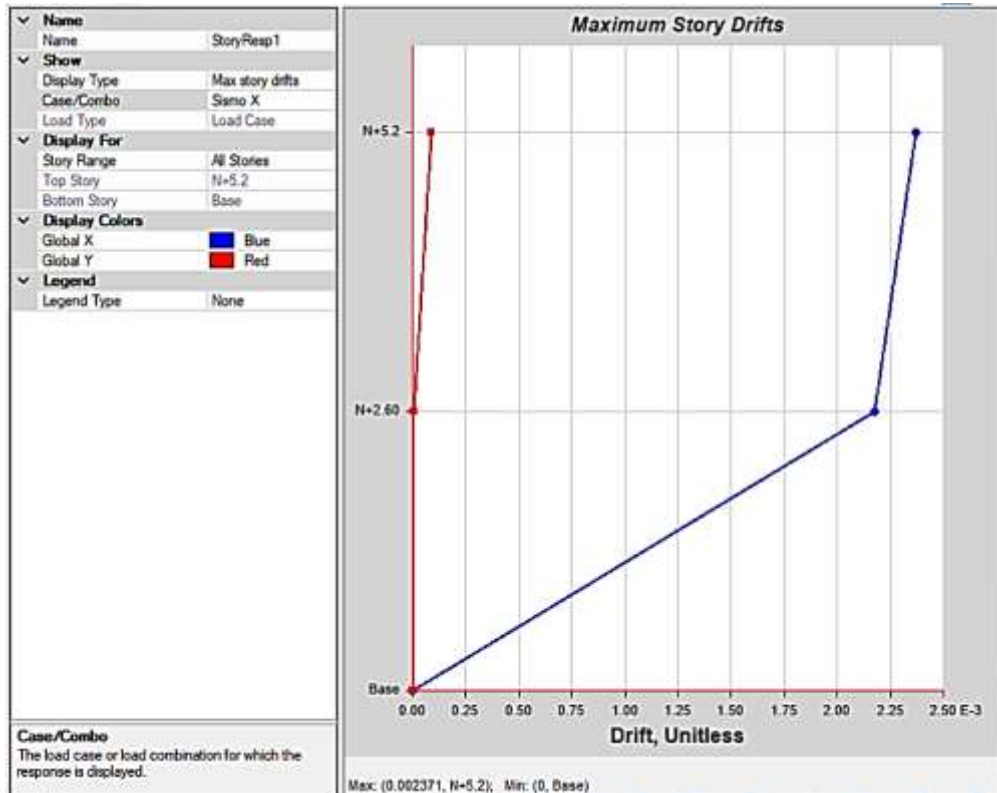 Name
Name StoryResp1
Show
Display Type Max story drifts
Case/Combo Sismo X
Load Type Load Case
Display For
Story Range All Stories
Top Story N+5.2
Bottom Story Base
Display Colors
Global X Blue
Global Y Red
Legend
Legend Type None
Case/Combo
The load case or load combination for which the
response is displayed.
Maximum Story Drifts
N+5.2
N+2.60
Base
0.00 0.25 0.50 0.75 1.00 1.25 1.50 1.75 2.00 2.25 2.50 E-3
Drift, Unitless
Max: (0.002371, N+5.2); Min: (0, Base)